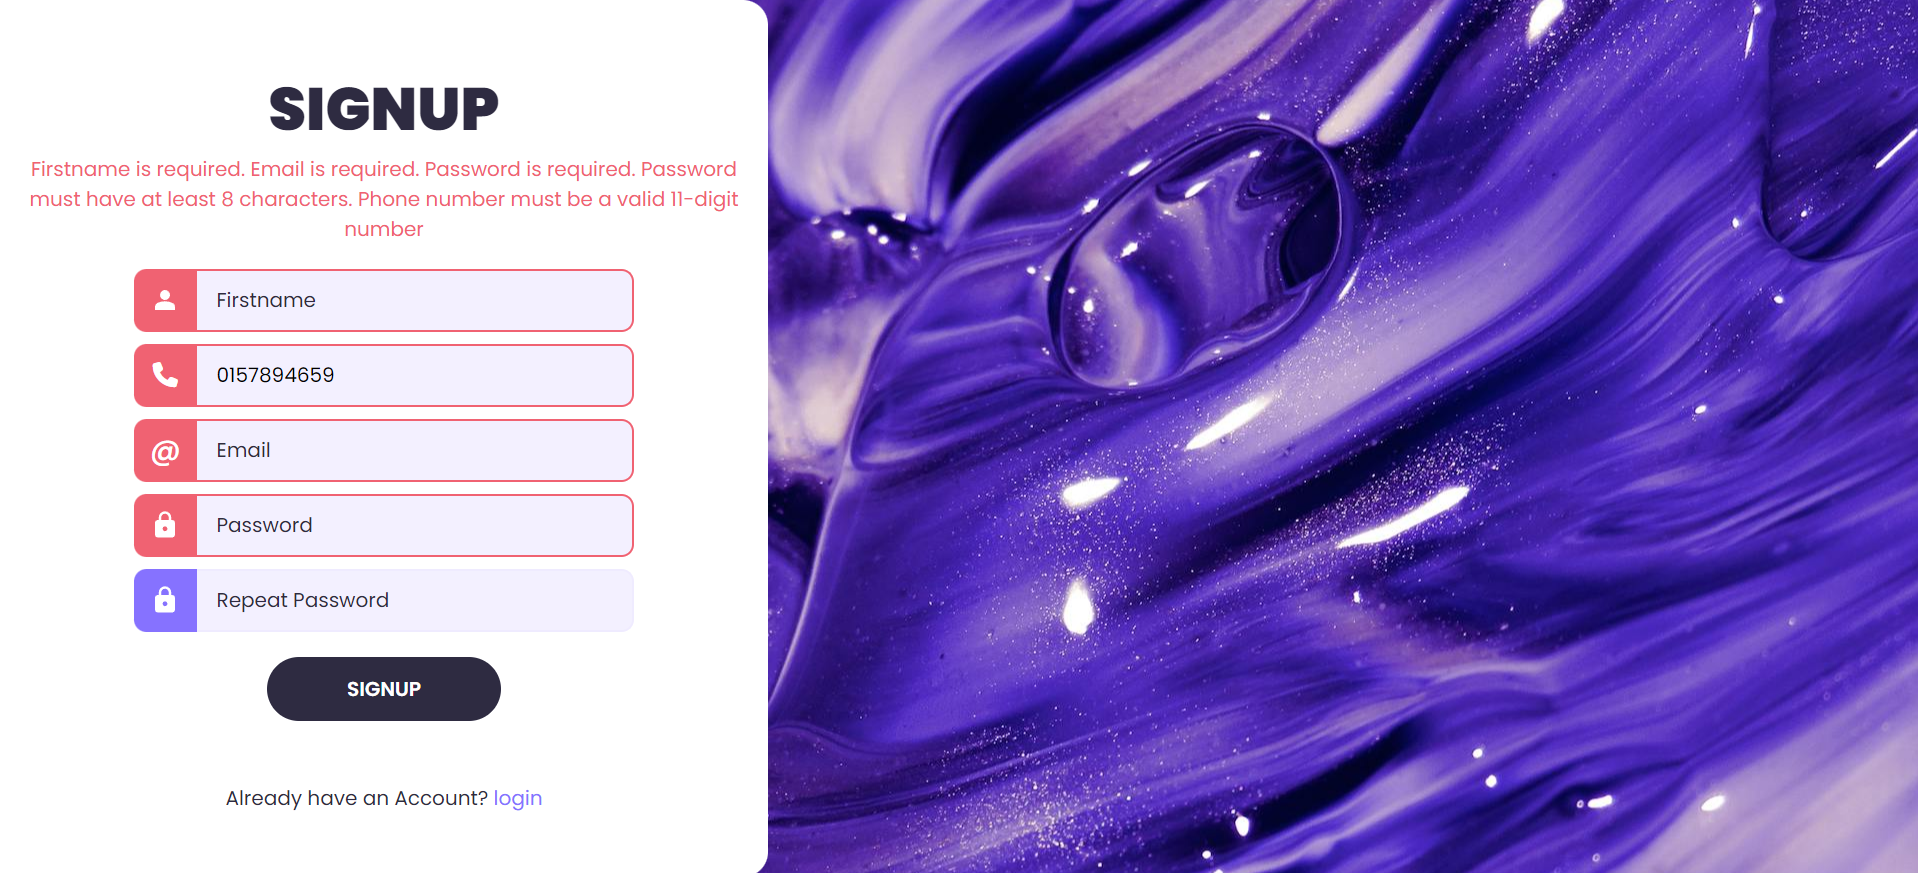 SIGNUP
Firstname is required. Email is required. Password is required. Password
must have at least 8 characters. Phone number must be a valid 11-digit
number
Firstname
0157894659
@
Email
Password
Repeat Password
SIGNUP
Already have an Account? login